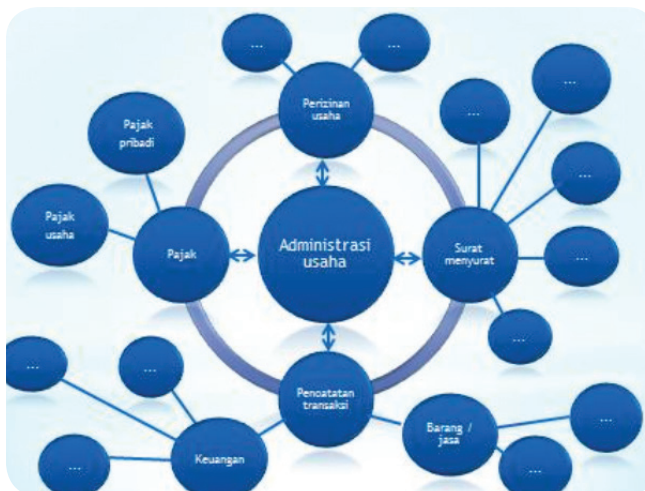 ...
...
Perizinan
usaha
...
...
Pajak
pribadi
...
Pajak
usaha
Pajak
Administrasi
usaha
Surat
menyurat
...
...
Pencatatan
transaksi
...
...
Barang /
jasa
...
Keuangan
...
...